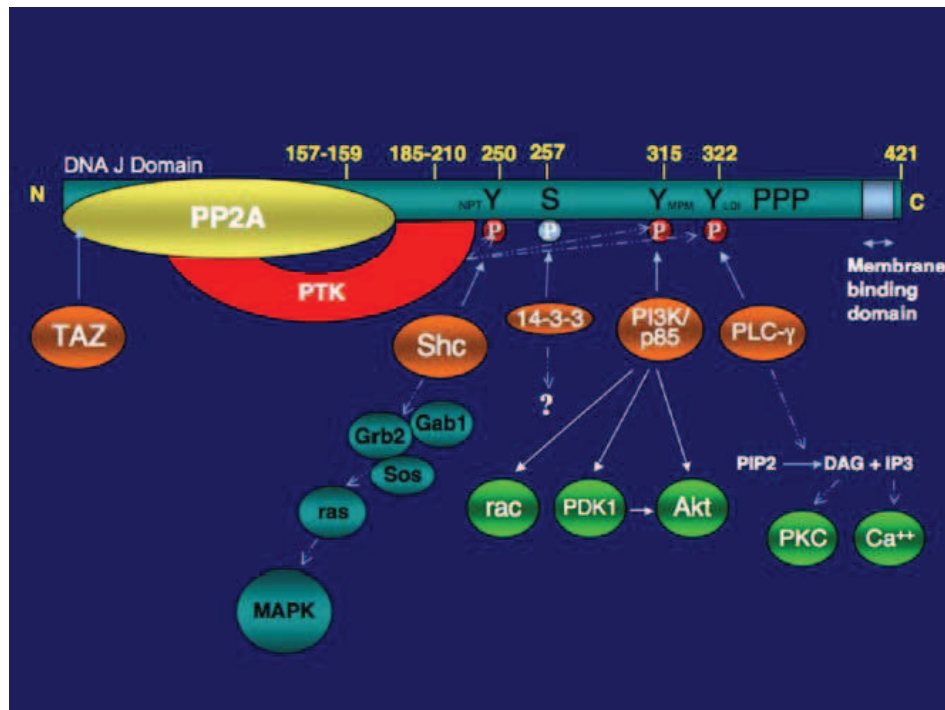 157-159 185-210 250 257 315 322 421
DNA J Domain
N NPT Y S Y MPM Y LDI PPP C
PP2A
P P P P
PTK
Membrane
binding
domain
TAZ
Shc
14-3-3
PI3K/
p85
PLC-γ
?
Grb2
Gab1
Sos
PIP2 DAG + IP3
ras
rac
PDK1
Akt
PKC
Ca++
MAPK